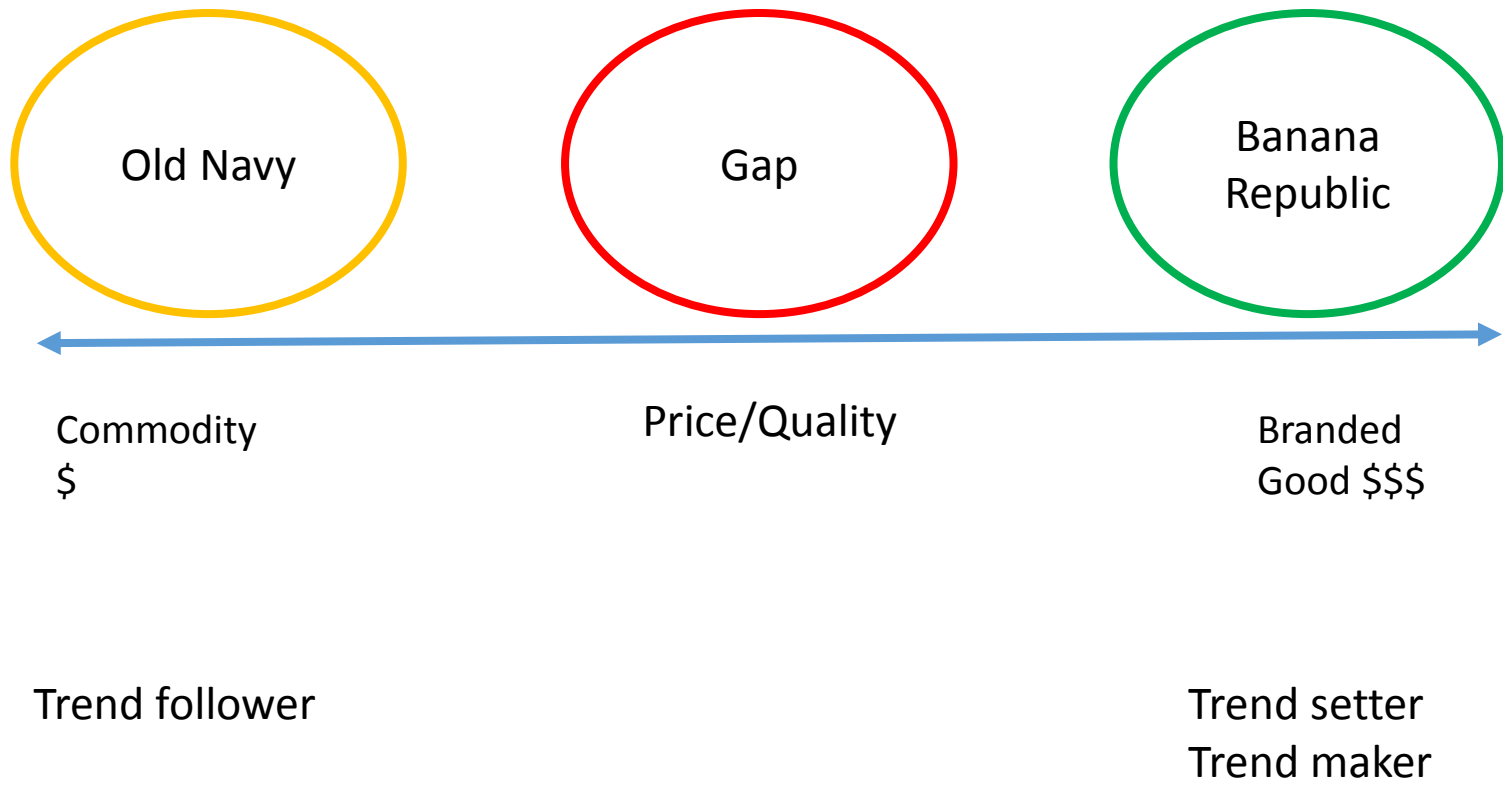 Old Navy
Gap
Banana
Republic
Commodity
$
Price/Quality
Branded
Good $$$
Trend follower
Trend setter
Trend maker